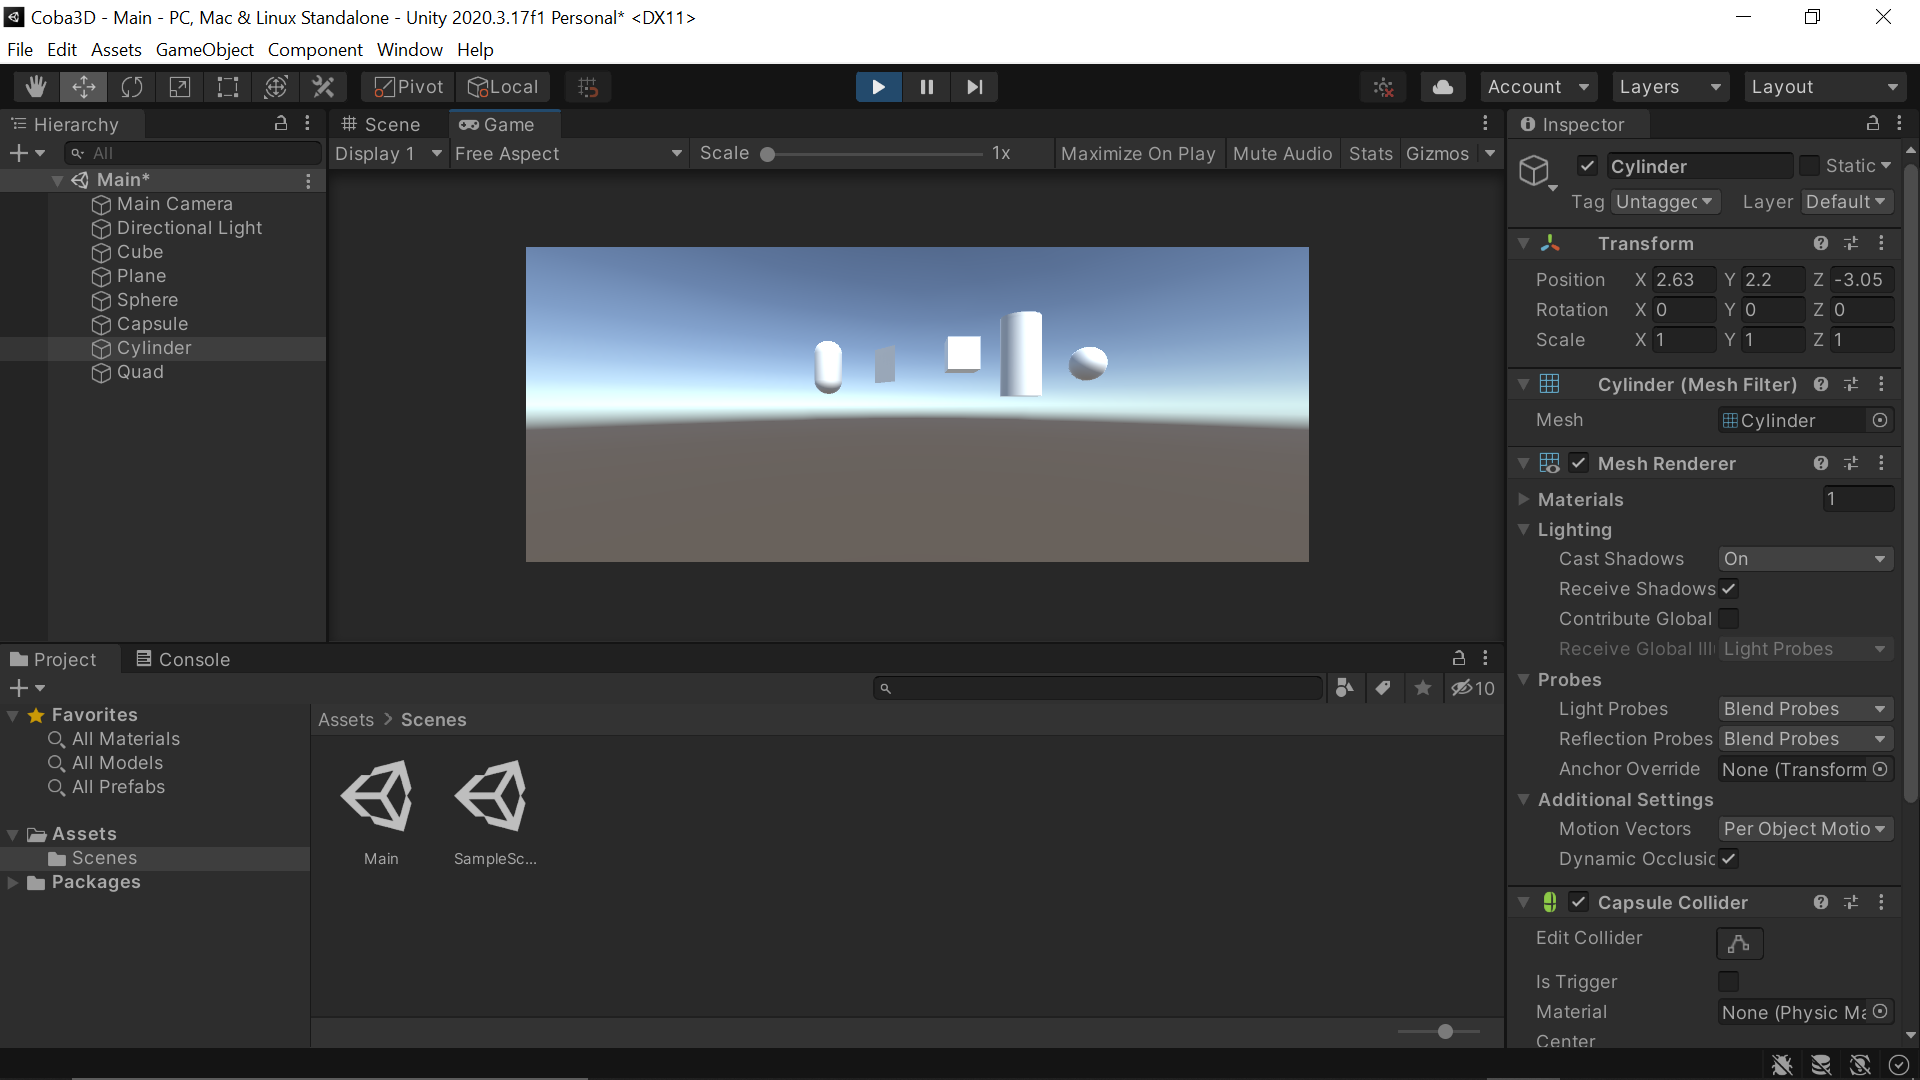 Coba3D - Main - PC, Mac & Linux Standalone - Unity 2020.3.17f1 Personal* <DX11>
File Edit Assets GameObject Component Window Help
Pivot Local Account Layers Layout
Hierarchy
All
Main*
Main Camera
Directional Light
Cube
Plane
Sphere
Capsule
Cylinder
Quad
Scene Game
Display 1 Free Aspect Scale 1x Maximize On Play Mute Audio Stats Gizmos
Project Console
10
Favorites
All Materials
All Models
All Prefabs
Assets
Scenes
Packages
Assets > Scenes
Main SampleSc...
Inspector
Cylinder Static
Tag Untagged Layer Default
Transform
Position X 2.63 Y 2.2 Z -3.05
Rotation X 0 Y 0 Z 0
Scale X 1 Y 1 Z 1
Cylinder (Mesh Filter)
Mesh Cylinder
Mesh Renderer
Materials 1
Lighting
Cast Shadows On
Receive Shadows
Contribute Global
Receive Global Illu Light Probes
Probes
Light Probes Blend Probes
Reflection Probes Blend Probes
Anchor Override None (Transform
Additional Settings
Motion Vectors Per Object Motio
Dynamic Occlusic
Capsule Collider
Edit Collider
Is Trigger
Material None (Physic Ma
Center